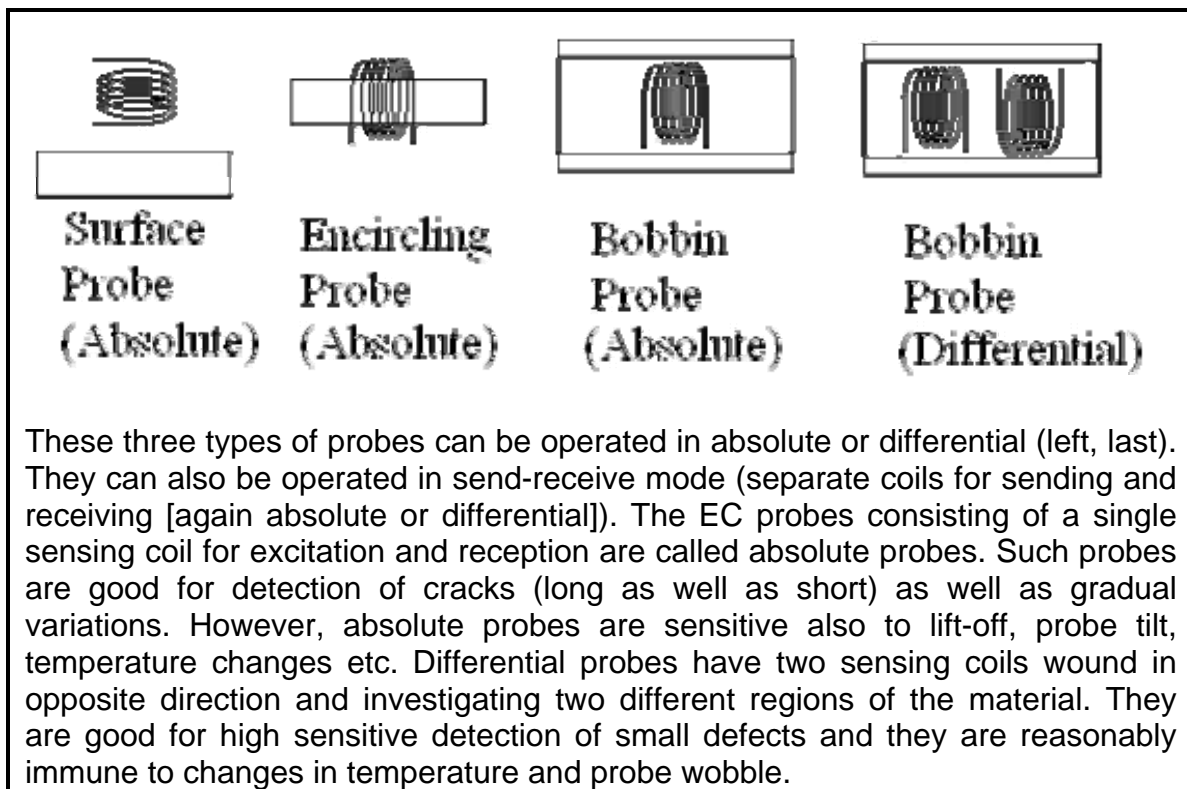 Surface Probe (Absolute)
Encircling Probe (Absolute)
Bobbin Probe (Absolute)
Bobbin Probe (Differential)
These three types of probes can be operated in absolute or differential (left, last).
They can also be operated in send-receive mode (separate coils for sending and
receiving [again absolute or differential]). The EC probes consisting of a single
sensing coil for excitation and reception are called absolute probes. Such probes
are good for detection of cracks (long as well as short) as well as gradual
variations. However, absolute probes are sensitive also to lift-off, probe tilt,
temperature changes etc. Differential probes have two sensing coils wound in
opposite direction and investigating two different regions of the material. They
are good for high sensitive detection of small defects and they are reasonably
immune to changes in temperature and probe wobble.